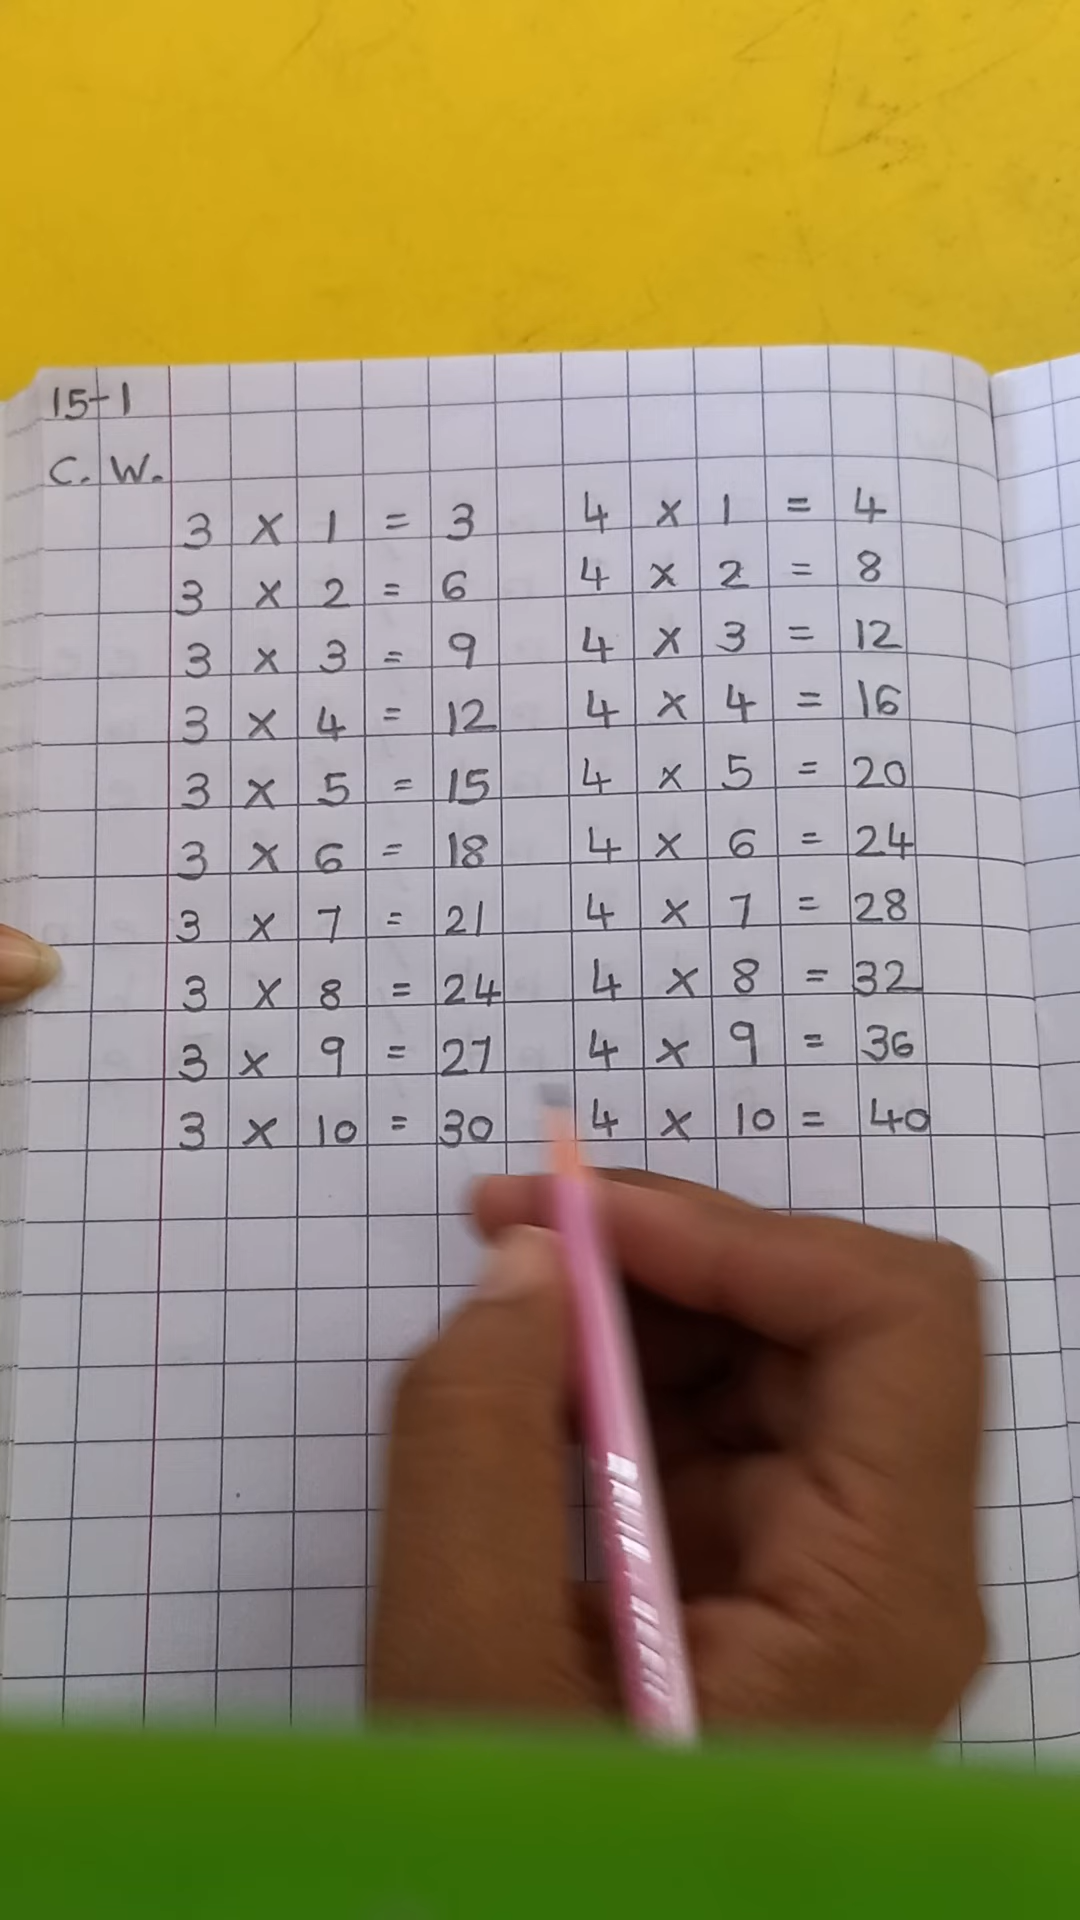 15-1
C. W.
3 × 1 = 3 4 × 1 = 4
3 × 2 = 6 4 × 2 = 8
3 × 3 = 9 4 × 3 = 12
3 × 4 = 12 4 × 4 = 16
3 × 5 = 15 4 × 5 = 20
3 × 6 = 18 4 × 6 = 24
3 × 7 = 21 4 × 7 = 28
3 × 8 = 24 4 × 8 = 32
3 × 9 = 27 4 × 9 = 36
3 × 10 = 30 4 × 10 = 40